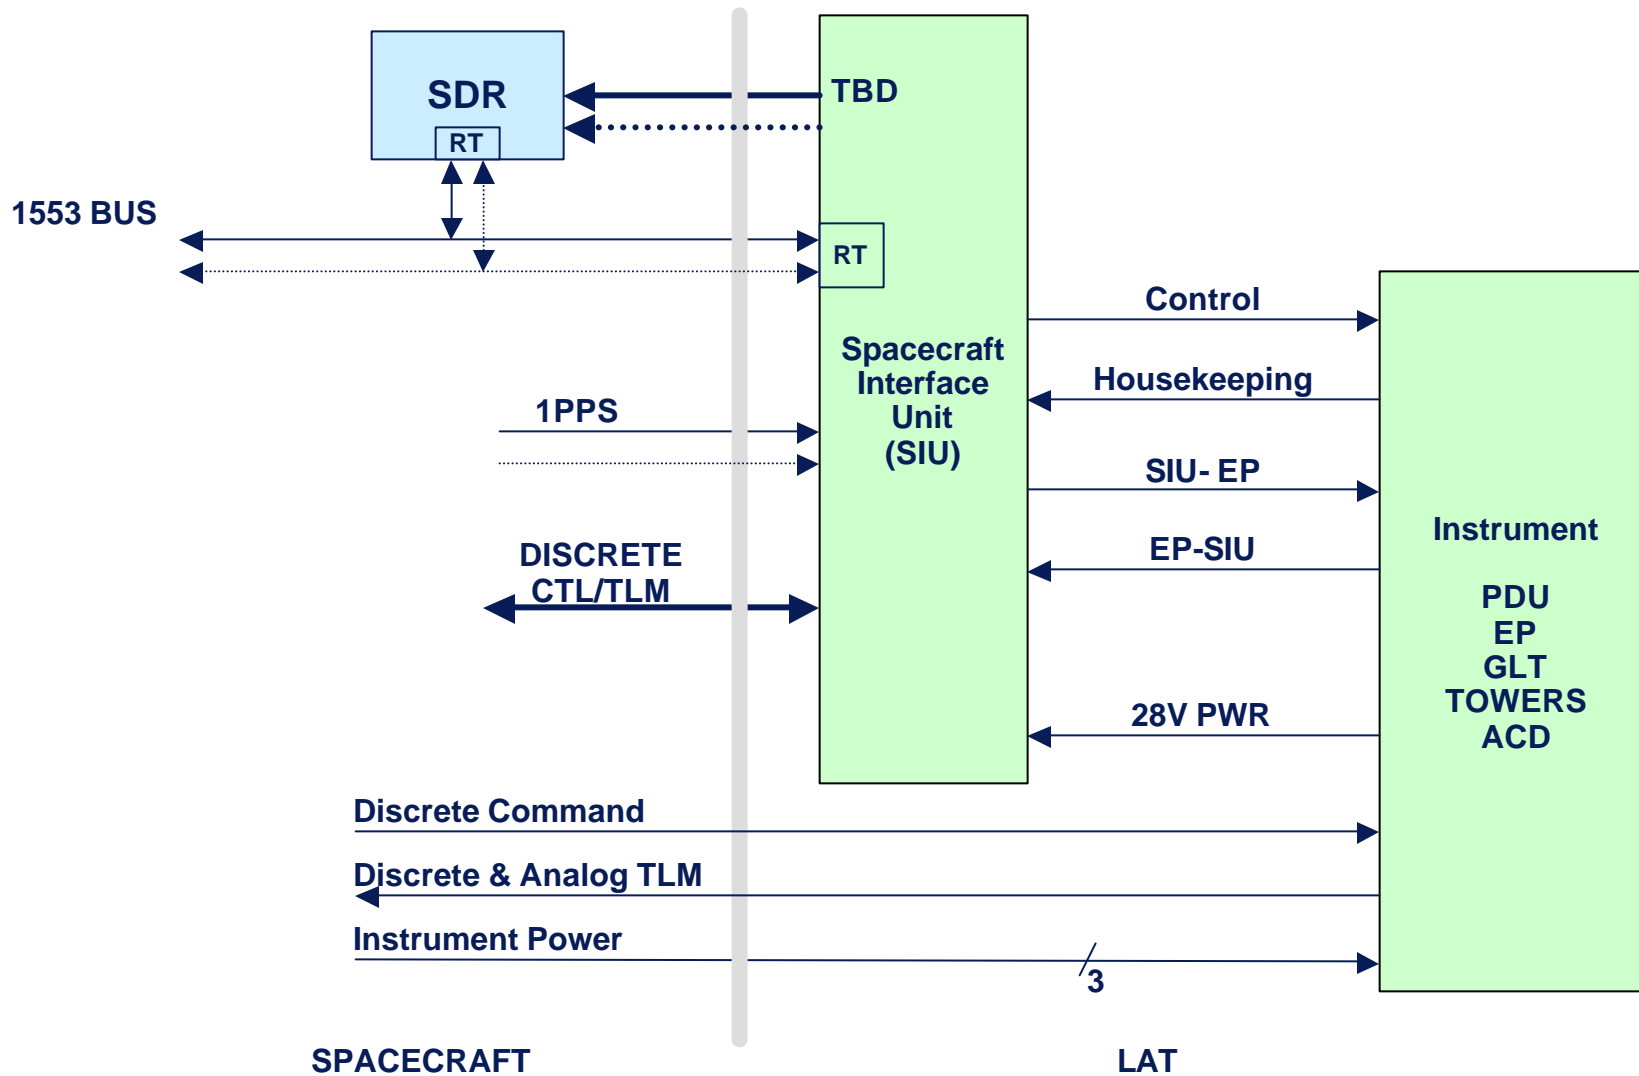 SDR
RT
TBD
1553 BUS
RT
Spacecraft
Interface
Unit
(SIU)
1PPS
DISCRETE
CTL/TLM
Control
Housekeeping
SIU- EP
EP-SIU
28V PWR
Instrument
PDU
EP
GLT
TOWERS
ACD
Discrete Command
Discrete & Analog TLM
Instrument Power
3
SPACECRAFT
LAT